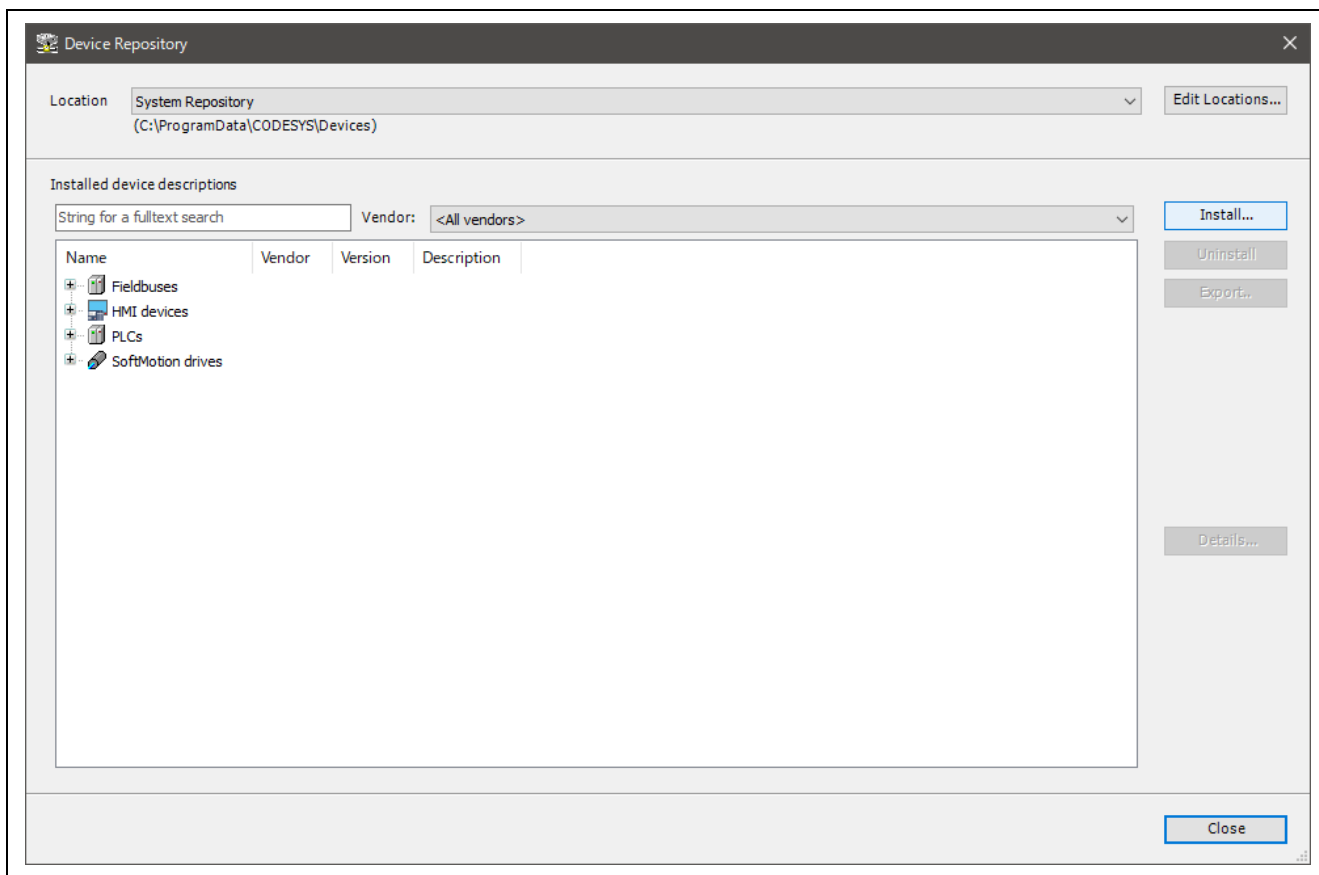 Device Repository
Location System Repository Edit Locations...
(C:\ProgramData\CODESYS\Devices)
Installed device descriptions
String for a fulltext search Vendor: <All vendors> Install...
Name Vendor Version Description Uninstall
Fieldbuses Export..
HMI devices
PLCs
SoftMotion drives
Details...
Close